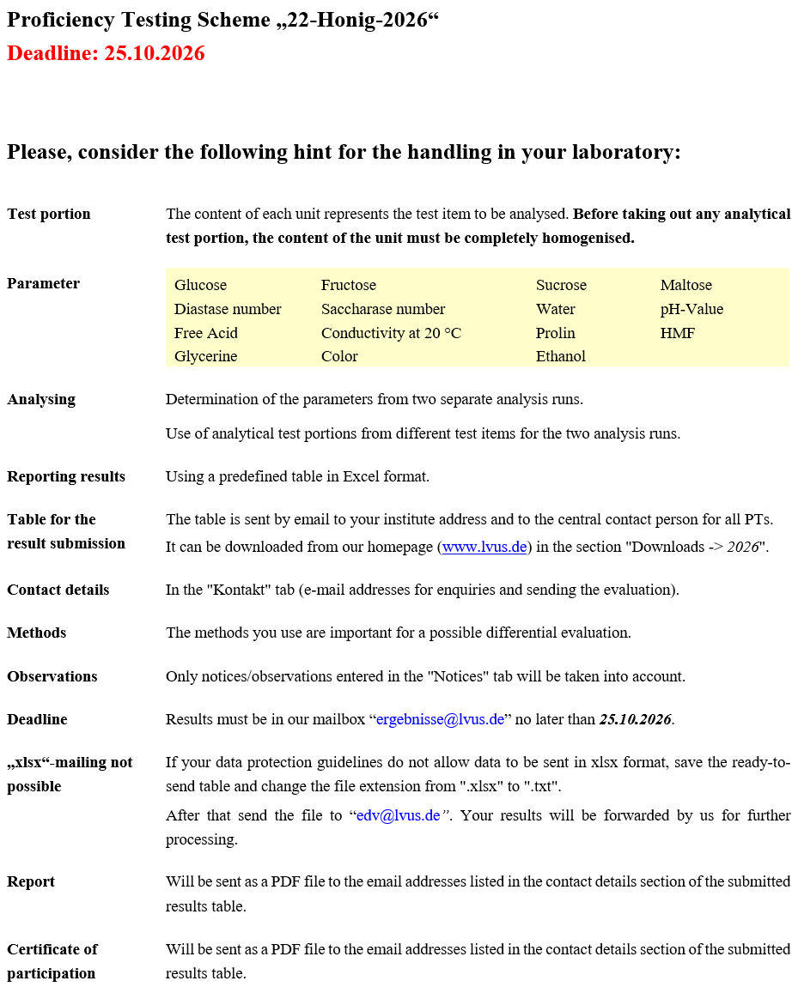 Proficiency Testing Scheme „22-Honig-2026“
Deadline: 25.10.2026
Please, consider the following hint for the handling in your laboratory:
Test portion The content of each unit represents the test item to be analysed. Before taking out any analytical
test portion, the content of the unit must be completely homogenised.
Parameter Glucose Fructose Sucrose Maltose
Diastase number Saccharase number Water pH-Value
Free Acid Conductivity at 20 °C Prolin HMF
Glycerine Color Ethanol
Analysing Determination of the parameters from two separate analysis runs.
Use of analytical test portions from different test items for the two analysis runs.
Reporting results Using a predefined table in Excel format.
Table for the The table is sent by email to your institute address and to the central contact person for all PTs.
result submission It can be downloaded from our homepage (www.lvus.de) in the section "Downloads -> 2026".
Contact details In the "Kontakt" tab (e-mail addresses for enquiries and sending the evaluation).
Methods The methods you use are important for a possible differential evaluation.
Observations Only notices/observations entered in the "Notices" tab will be taken into account.
Deadline Results must be in our mailbox “ergebnisse@lvus.de” no later than 25.10.2026.
„xlsx“-mailing not If your data protection guidelines do not allow data to be sent in xlsx format, save the ready-to-
possible send table and change the file extension from ".xlsx" to ".txt".
After that send the file to “edv@lvus.de”. Your results will be forwarded by us for further
processing.
Report Will be sent as a PDF file to the email addresses listed in the contact details section of the submitted
results table.
Certificate of Will be sent as a PDF file to the email addresses listed in the contact details section of the submitted
participation results table.